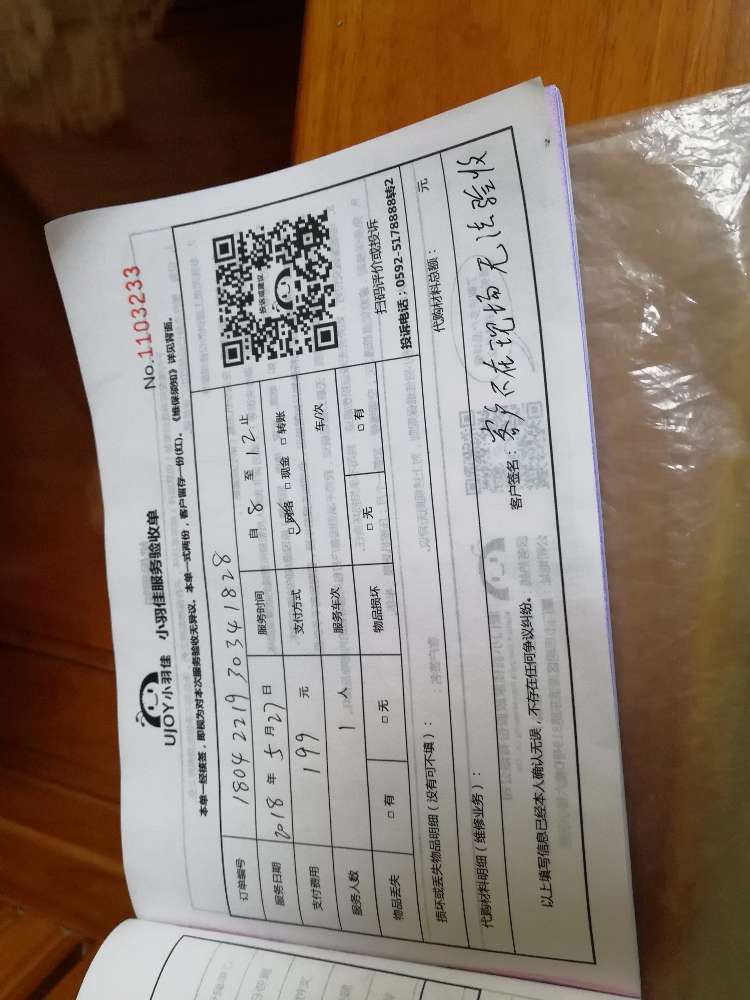 UJOY小羽佳 小羽佳服务验收单
No.1103233
本单一经接签，即视为对本次服务验收无异议。本单一式两份，客户留存一份(红)，《维保须知》详见背面。
订单编号 1804221930341828
服务日期 2018年5月27日 服务时间 自8至12止
支付费用 199元 支付方式 □网络 □现金 □转账
服务人数 1人 服务车次 车/次
物品丢失 □有 □无 物品损坏 □无 □有
投诉或建议
扫码评价或投诉
投诉电话：0592-5178888转2
损坏或丢失物品明细（没有可不填）：
代购材料明细（维修业务）： 代购材料总额： 元
以上填写信息已经本人确认无误，不存在任何争议纠纷。 客户签名：客户不在现场无法验收